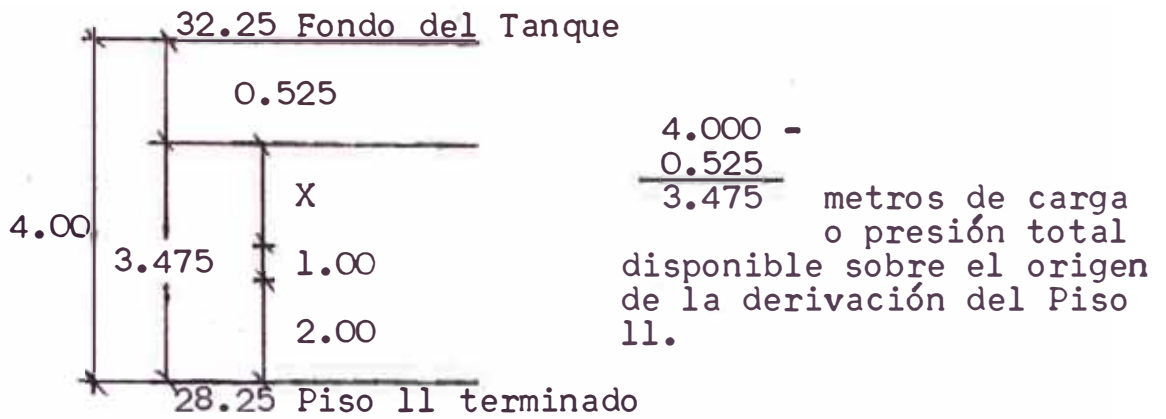 32.25 Fondo del Tanque
0.525
X
4.00
3.475
1.00
2.00
28.25 Piso 11 terminado
4.000 -
0.525
3.475 metros de carga
o presión total
disponible sobre el origen
de la derivación del Piso
11.